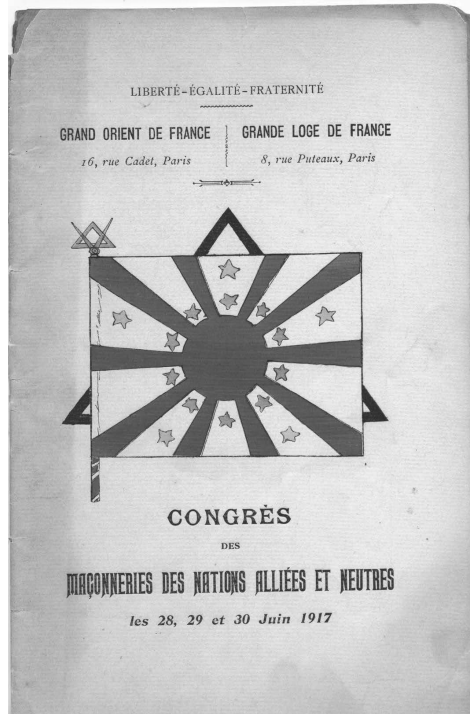 LIBERTÉ-ÉGALITÉ-FRATERNITÉ
GRAND ORIENT DE FRANCE
16, rue Cadet, Paris
GRANDE LOGE DE FRANCE
8, rue Puteaux, Paris
CONGRÈS
DES
MAÇONNERIES DES NATIONS ALLIÉES ET NEUTRES
les 28, 29 et 30 Juin 1917